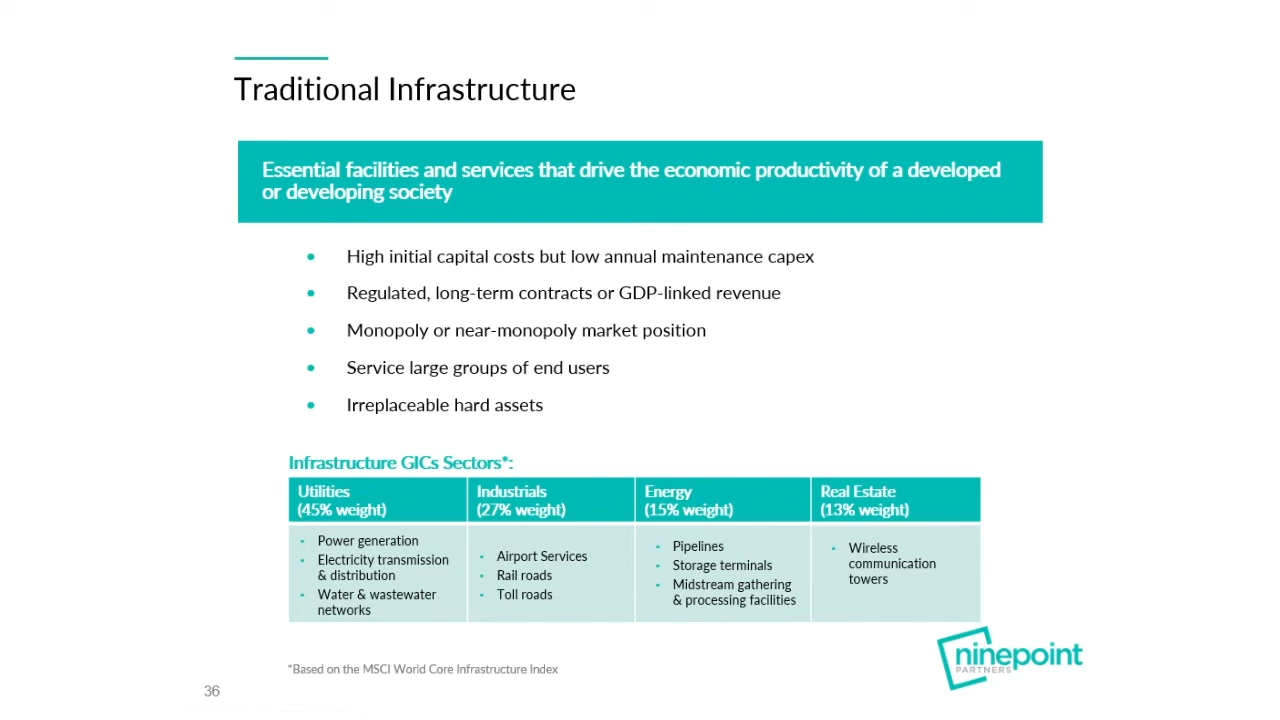 Traditional Infrastructure
Essential facilities and services that drive the economic productivity of a developed
or developing society
• High initial capital costs but low annual maintenance capex
• Regulated, long-term contracts or GDP-linked revenue
• Monopoly or near-monopoly market position
• Service large groups of end users
• Irreplaceable hard assets
Infrastructure GICs Sectors*:
Utilities
(45% weight)
Industrials
(27% weight)
Energy
(15% weight)
Real Estate
(13% weight)
• Power generation
• Electricity transmission
& distribution
• Water & wastewater
networks
• Airport Services
• Rail roads
• Toll roads
• Pipelines
• Storage terminals
• Midstream gathering
& processing facilities
• Wireless
communication
towers
*Based on the MSCI World Core Infrastructure Index
ninepoint
PARTNERS
36